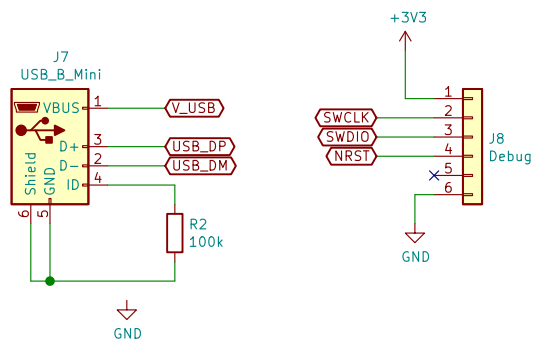 J7
USB_B_Mini
VBUS 1 V_USB
D+ 3 USB_DP
D- 2 USB_DM
ID 4
Shield
GND
6
5
R2
100k
GND
+3V3
1
SWCLK 2
SWDIO 3
NRST 4
5
6
J8
Debug
GND